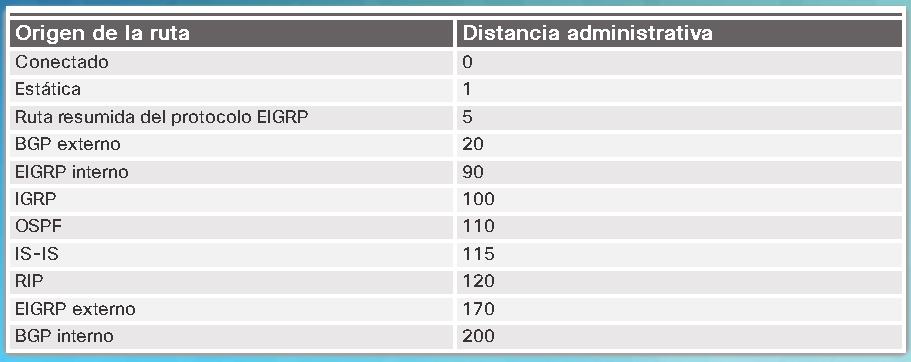 Origen de la ruta Distancia administrativa
Conectado 0
Estática 1
Ruta resumida del protocolo EIGRP 5
BGP externo 20
EIGRP interno 90
IGRP 100
OSPF 110
IS-IS 115
RIP 120
EIGRP externo 170
BGP interno 200